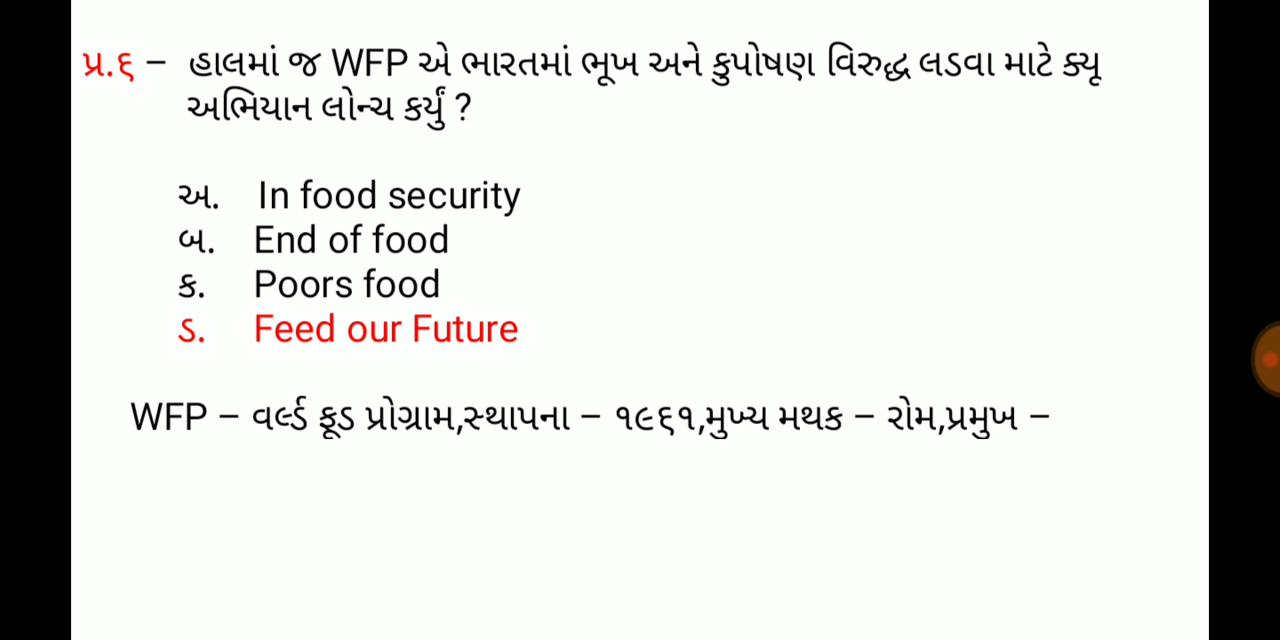 પ્ર.૬ – હાલમાં જ WFP એ ભારતમાં ભૂખ અને કુપોષણ વિરુદ્ધ લડવા માટે ક્યૂ
અભિયાન લોન્ચ કર્યું ?
અ. In food security
બ. End of food
ક. Poors food
ડ. Feed our Future
WFP – વર્લ્ડ ફૂડ પ્રોગ્રામ,સ્થાપના – ૧૯૬૧,મુખ્ય મથક – રોમ,પ્રમુખ –